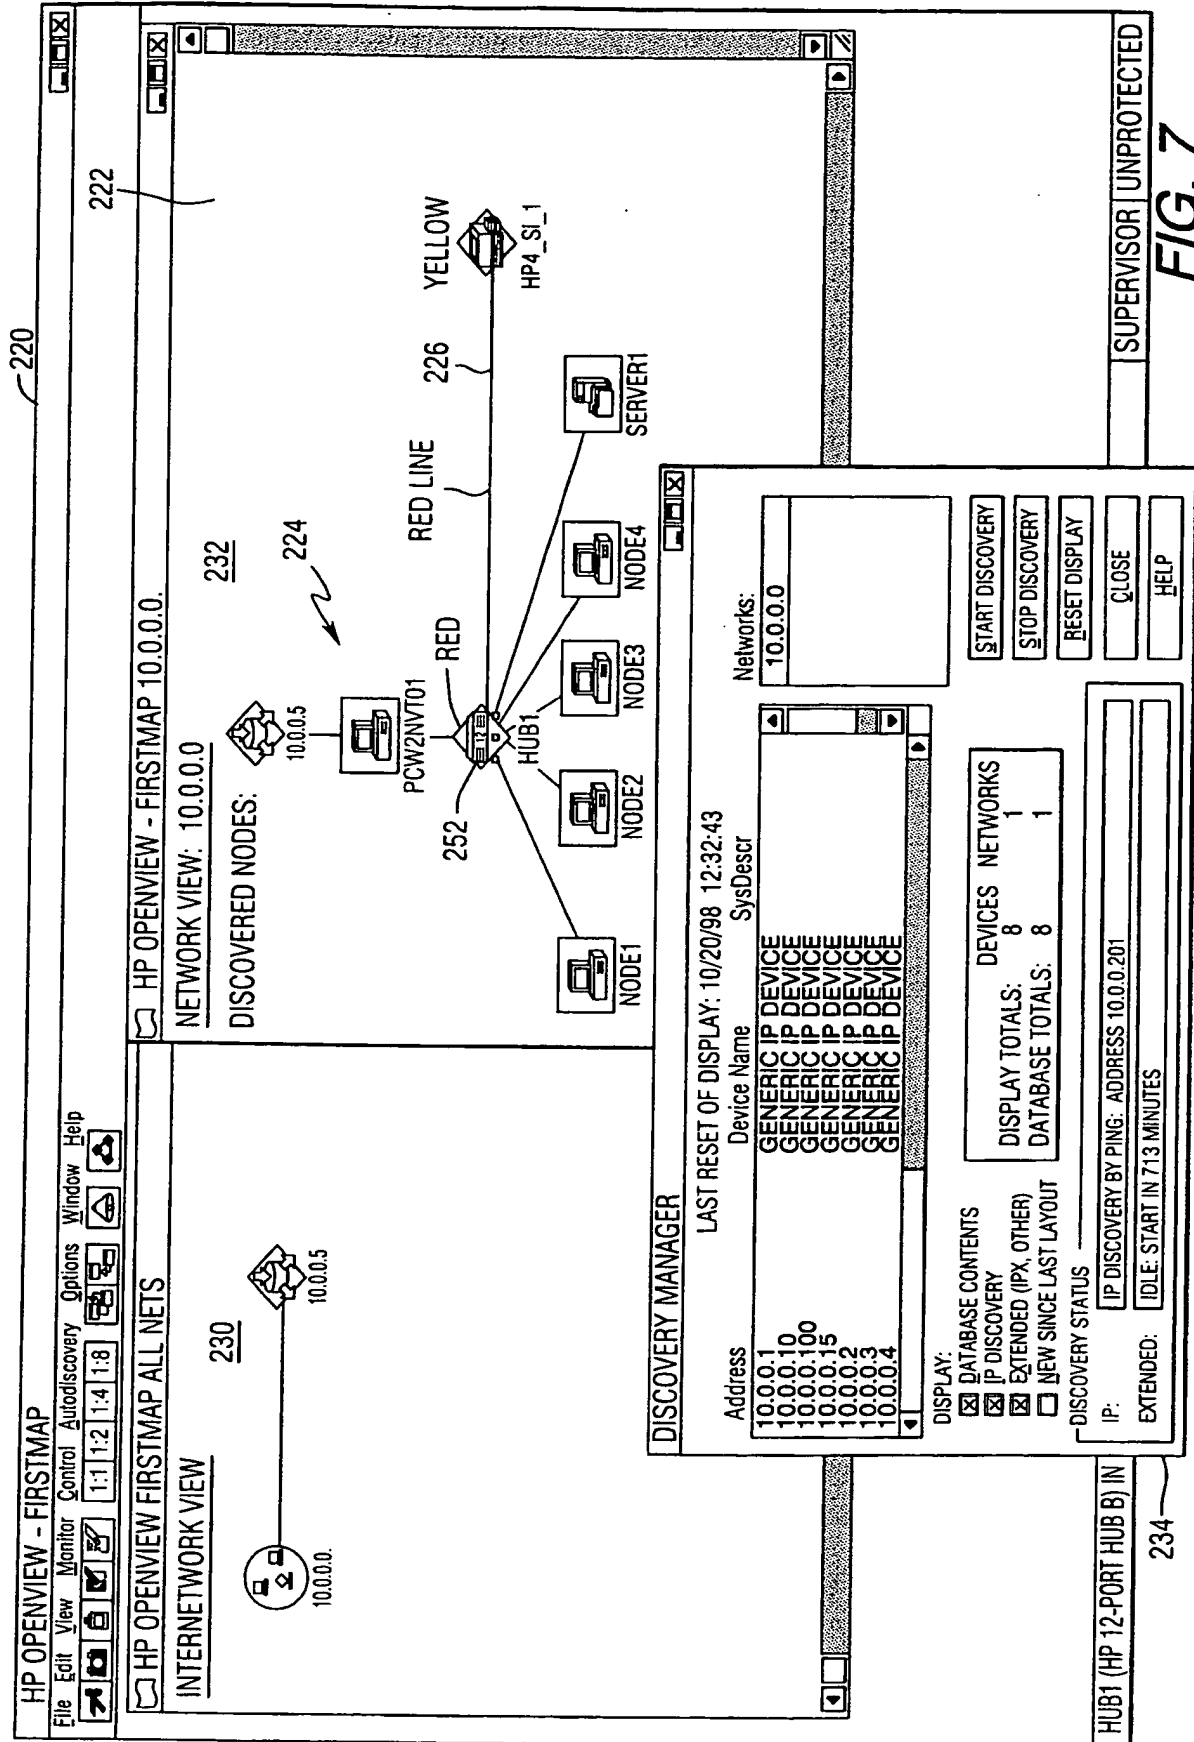 220
HP OPENVIEW - FIRSTMAP
File Edit View Monitor Control Autodiscovery Options Window Help
1:1 1:2 1:4 1:8
222
HP OPENVIEW FIRSTMAP ALL NETS
INTERNETWORK VIEW
230
10.0.0.0.
10.0.0.5
HP OPENVIEW - FIRSTMAP 10.0.0.0.
NETWORK VIEW: 10.0.0.0
232
DISCOVERED NODES:
224
10.0.0.5
PCW2NVT01
252
RED
12
HUB1
RED LINE
226
YELLOW
HP4_SI_1
NODE1
NODE2
NODE3
NODE4
SERVER1
DISCOVERY MANAGER
LAST RESET OF DISPLAY: 10/20/98 12:32:43
Address Device Name SysDescr
Networks:
10.0.0.1 GENERIC IP DEVICE
10.0.0.10 GENERIC IP DEVICE
10.0.0.100 GENERIC IP DEVICE
10.0.0.15 GENERIC IP DEVICE
10.0.0.2 GENERIC IP DEVICE
10.0.0.3 GENERIC IP DEVICE
10.0.0.4 GENERIC IP DEVICE
10.0.0.0
DISPLAY:
DATABASE CONTENTS
IP DISCOVERY
EXTENDED (IPX, OTHER)
NEW SINCE LAST LAYOUT
DEVICES NETWORKS
DISPLAY TOTALS: 8 1
DATABASE TOTALS: 8 1
START DISCOVERY
STOP DISCOVERY
RESET DISPLAY
CLOSE
HELP
DISCOVERY STATUS
IP: IP DISCOVERY BY PING: ADDRESS 10.0.0.201
EXTENDED: IDLE: START IN 713 MINUTES
HUB1 (HP 12-PORT HUB B) IN
234
SUPERVISOR UNPROTECTED
FIG. 7